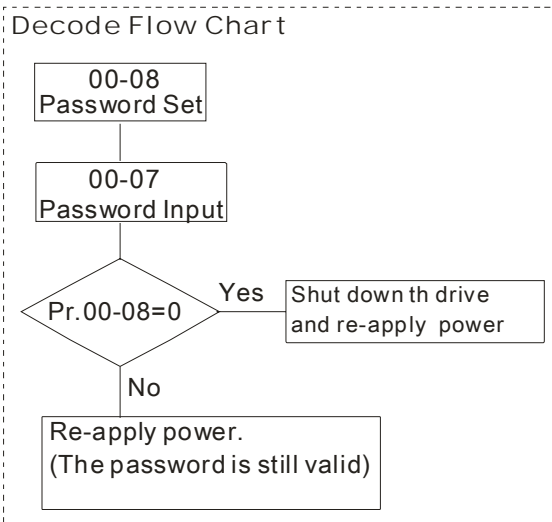 Decode Flow Chart
00-08
Password Set
00-07
Password Input
Pr.00-08=0
Yes
Shut down th drive
and re-apply power
No
Re-apply power.
(The password is still valid)